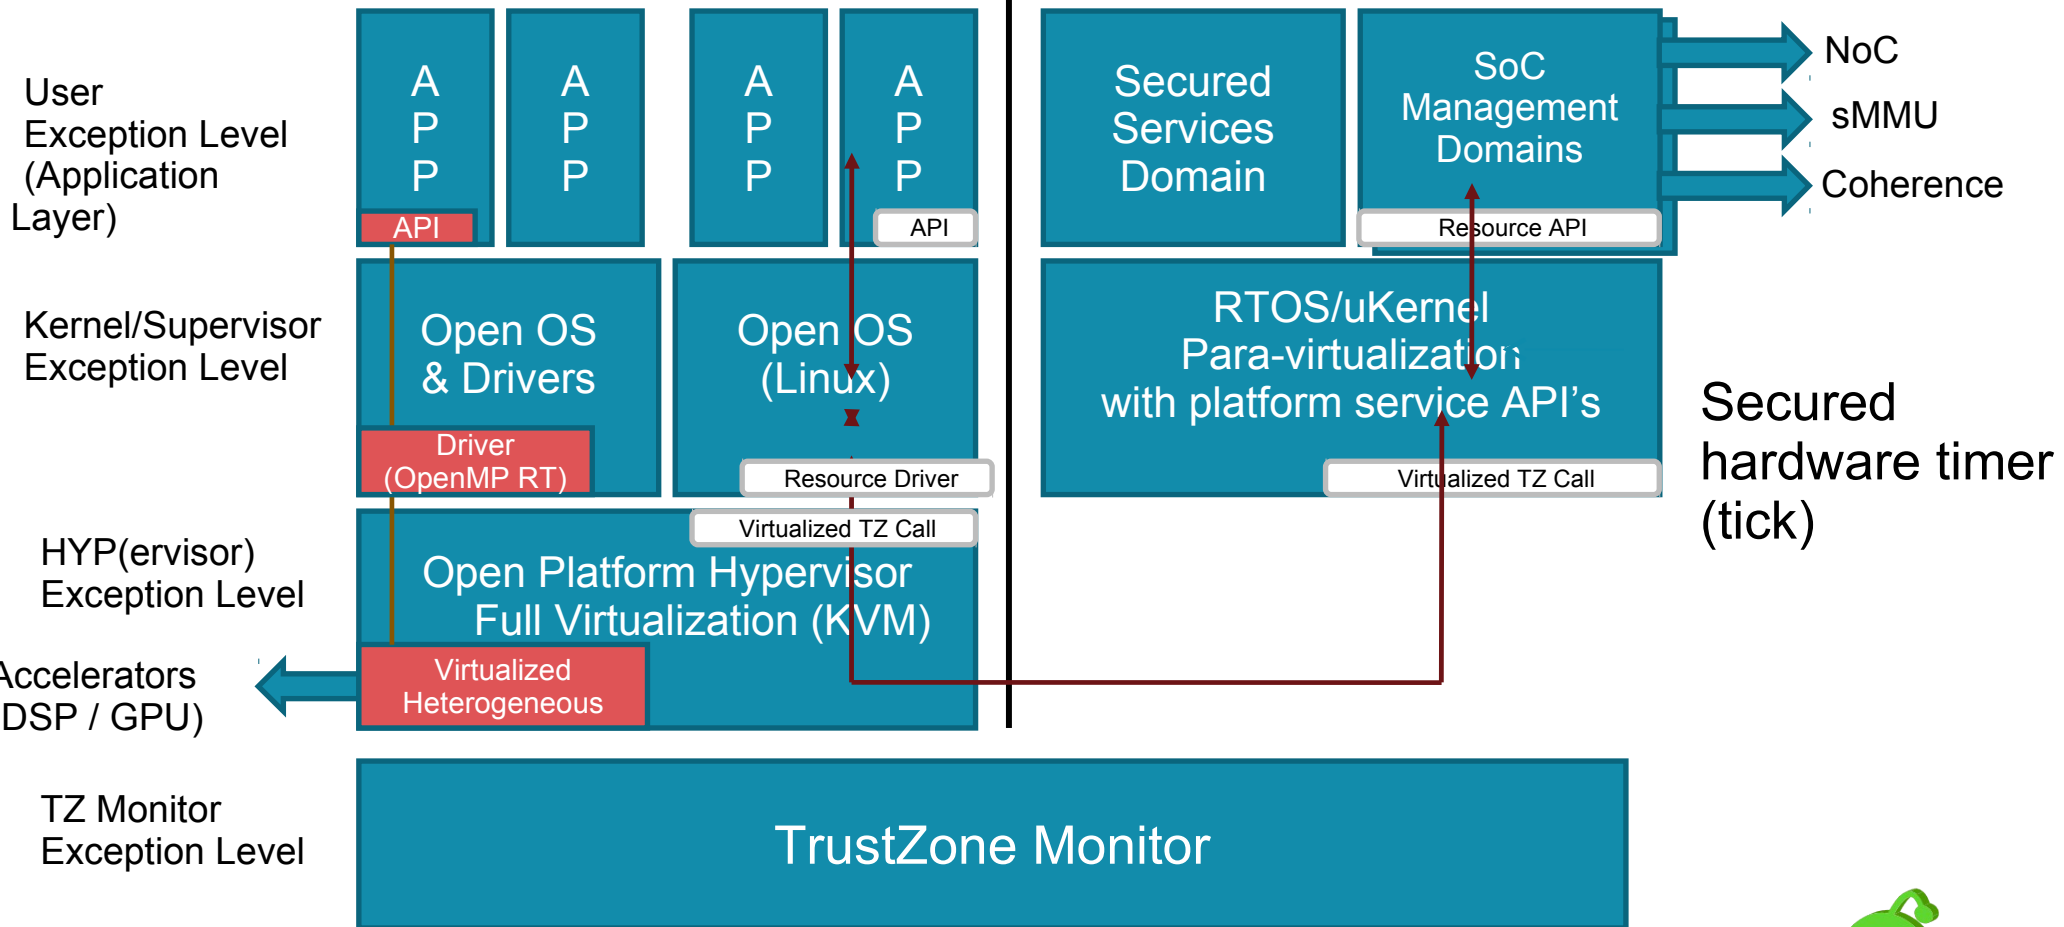 User
Exception Level
(Application
Layer)
A
P
P
API
A
P
P
A
P
P
A
P
P
API
Secured
Services
Domain
SoC
Management
Domains
Resource API
NoC
sMMU
Coherence
Kernel/Supervisor
Exception Level
Open OS
& Drivers
Driver
(OpenMP RT)
Open OS
(Linux)
Resource Driver
RTOS/uKernel
Para-virtualization
with platform service API's
Virtualized TZ Call
Secured
hardware timer
(tick)
HYP(ervisor)
Exception Level
Virtualized TZ Call
Open Platform Hypervisor
Full Virtualization (KVM)
Accelerators
DSP / GPU)
Virtualized
Heterogeneous
TZ Monitor
Exception Level
TrustZone Monitor